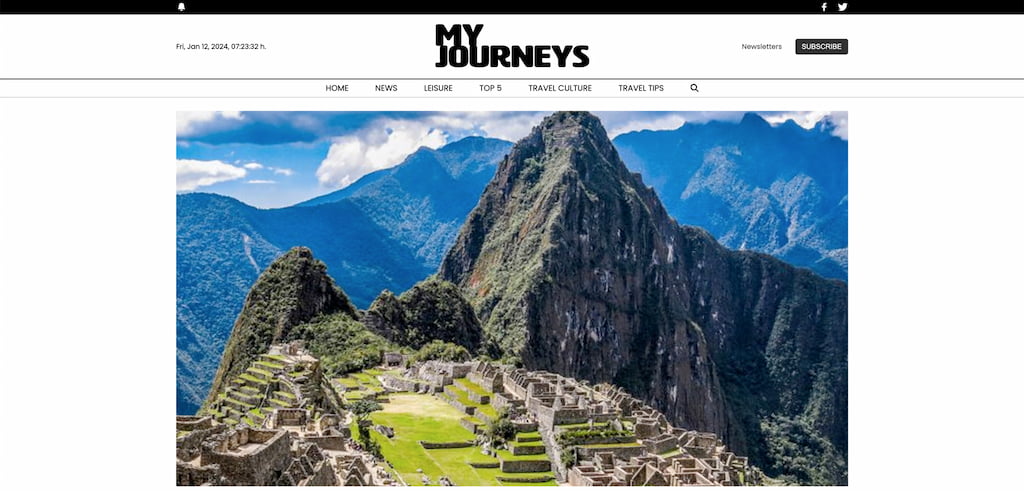 Fri, Jan 12, 2024, 07:23:32 h.
MY
JOURNEYS
Newsletters
SUBSCRIBE
HOME NEWS LEISURE TOP 5 TRAVEL CULTURE TRAVEL TIPS